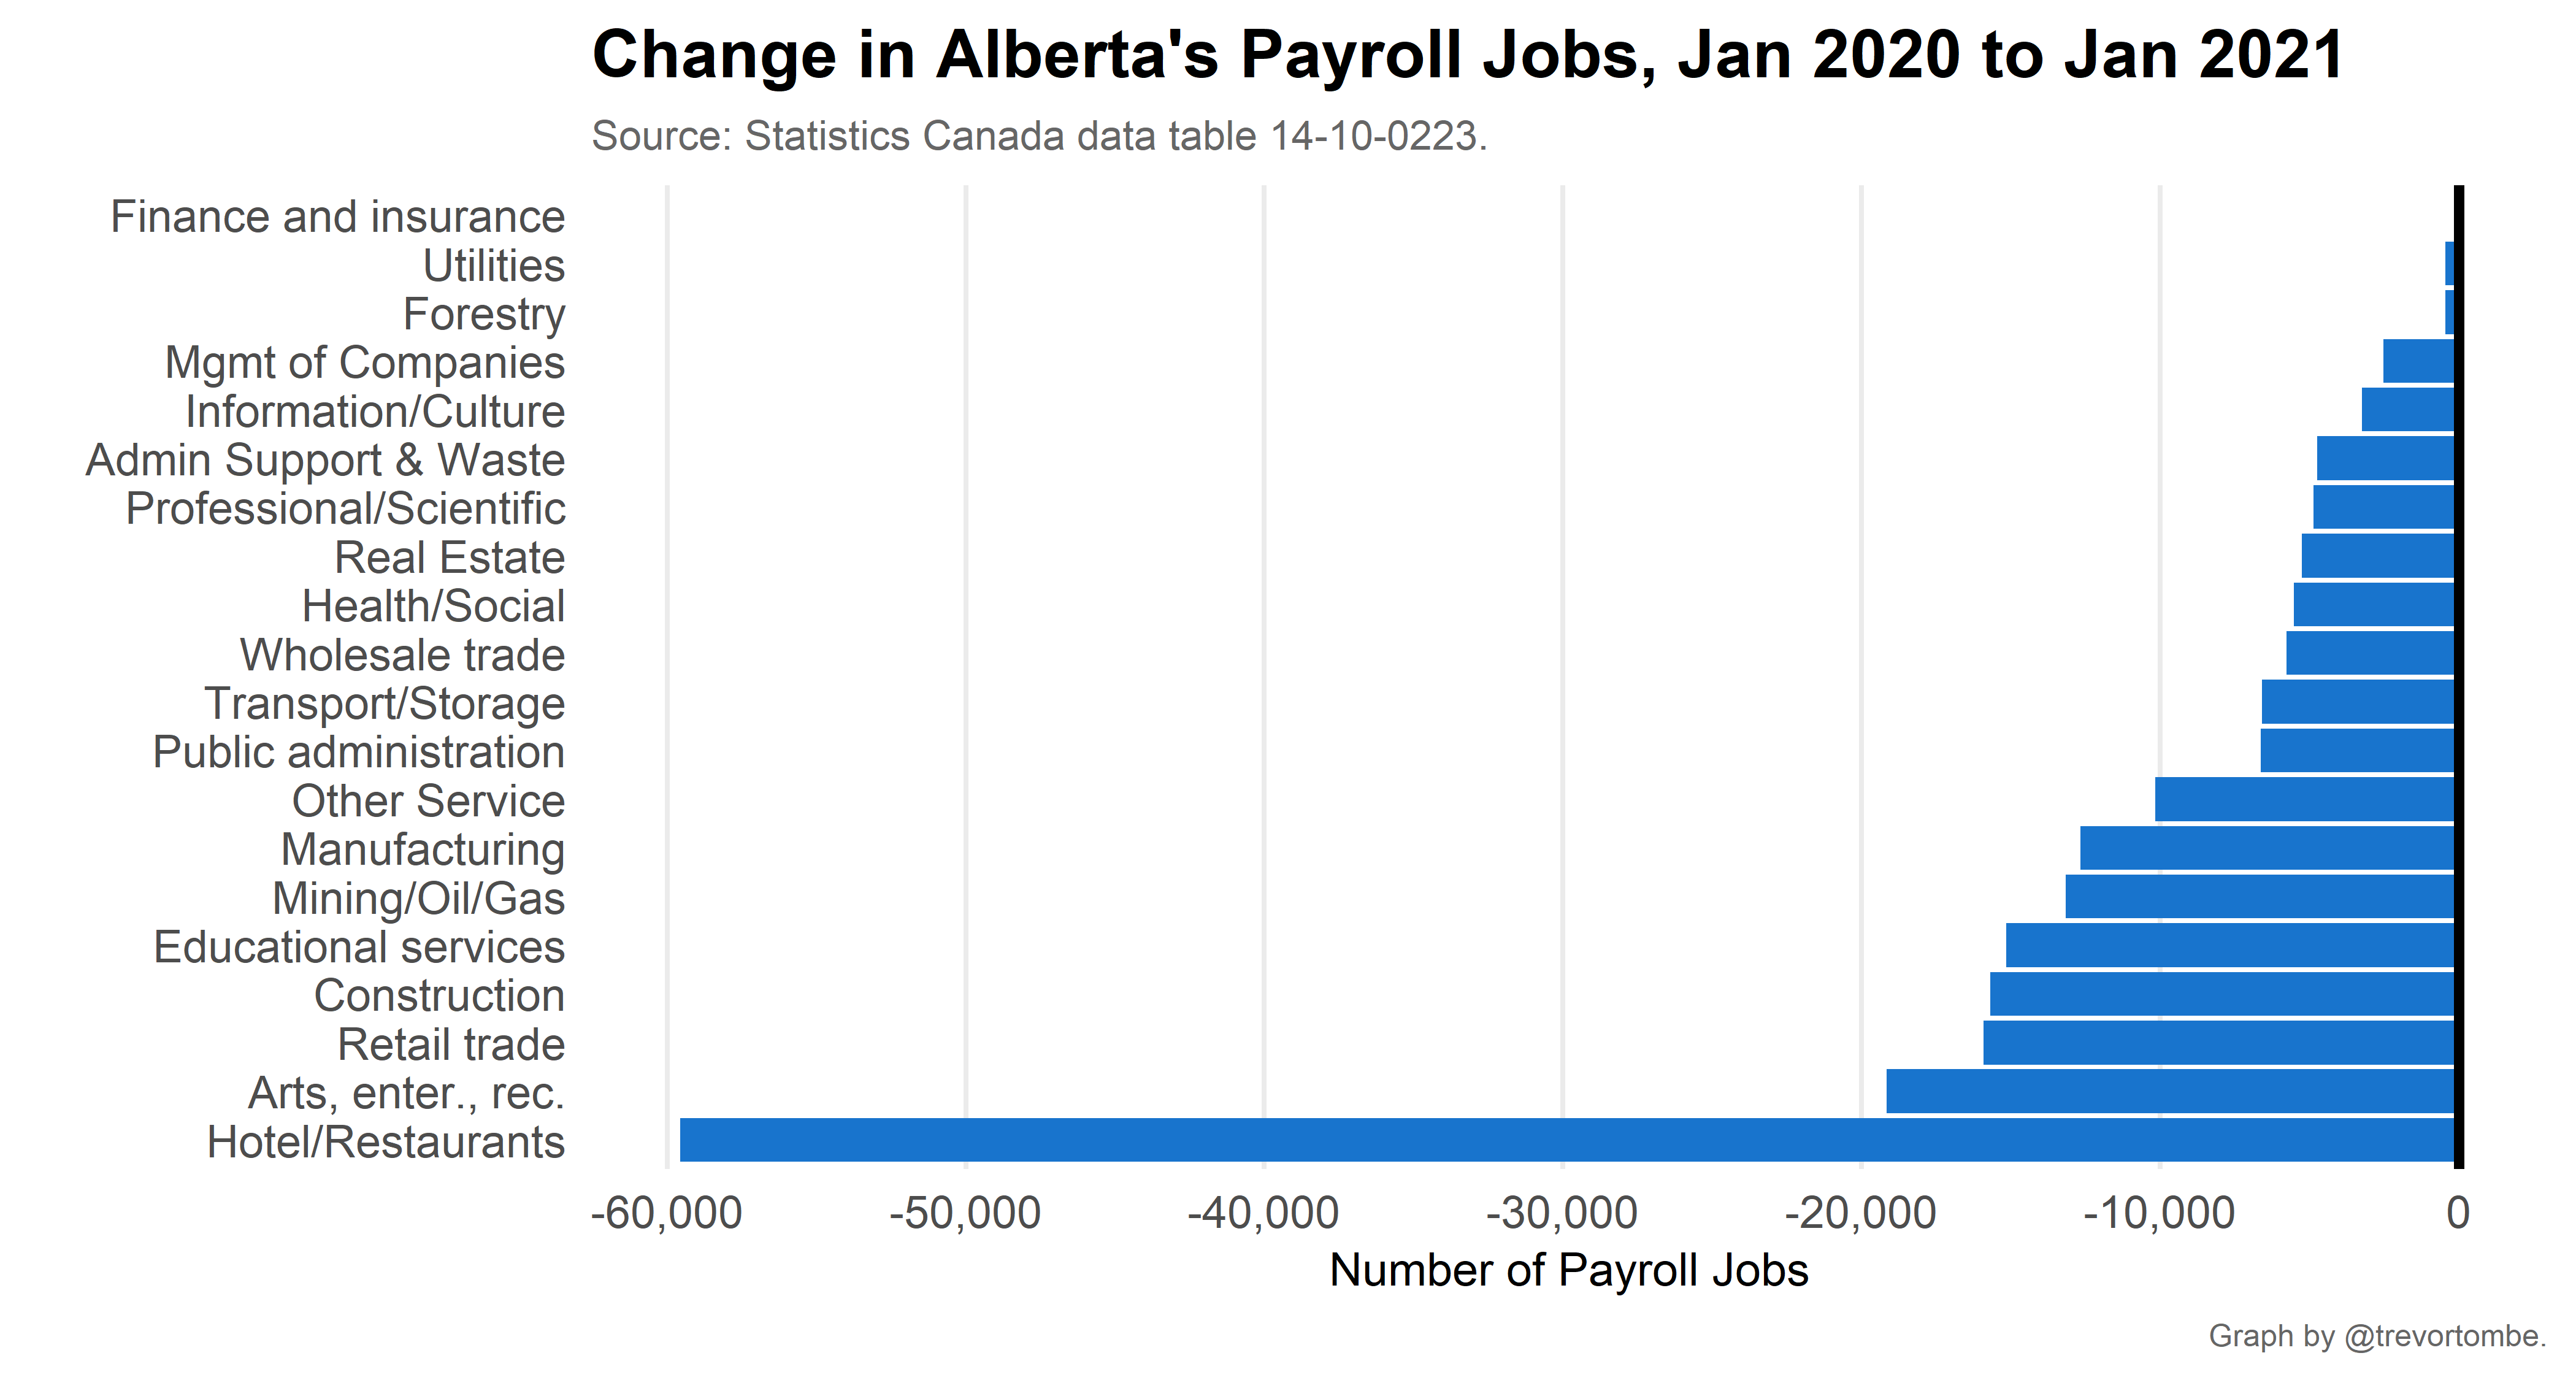 Change in Alberta's Payroll Jobs, Jan 2020 to Jan 2021
Source: Statistics Canada data table 14-10-0223.
Finance and insurance
Utilities
Forestry
Mgmt of Companies
Information/Culture
Admin Support & Waste
Professional/Scientific
Real Estate
Health/Social
Wholesale trade
Transport/Storage
Public administration
Other Service
Manufacturing
Mining/Oil/Gas
Educational services
Construction
Retail trade
Arts, enter., rec.
Hotel/Restaurants
-60,000 -50,000 -40,000 -30,000 -20,000 -10,000 0
Number of Payroll Jobs
Graph by @trevortombe.